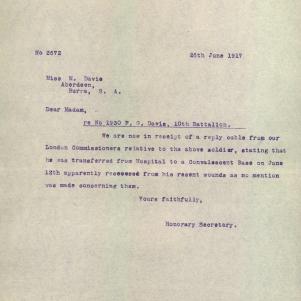 No 2672 26th June 1917
Miss M. Davis
Aberdeen,
Burra, S. A.
Dear Madam,
re No 1930 F. G. Davis, 10th Battalion.
We are now in receipt of a reply cable from our
London Commissioners relative to the above soldier, stating that
he was transferred from Hospital to a Convalescent Base on June
12th apparently recovered from his recent wounds as no mention
was made concerning them.
Yours faithfully,
Honorary Secretary.